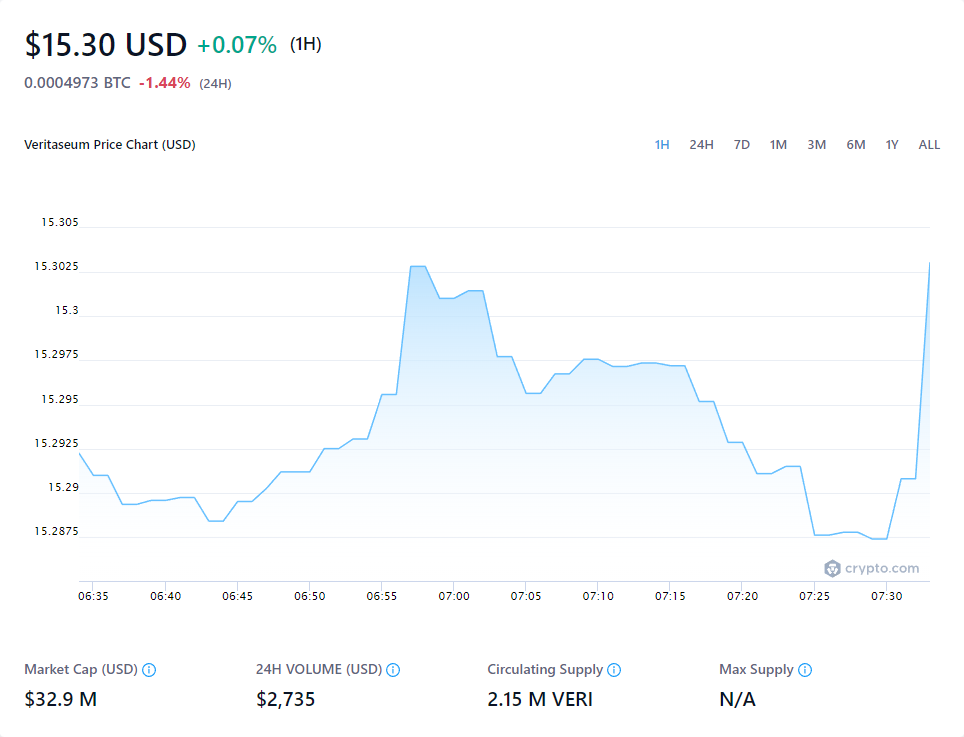 $15.30 USD +0.07% (1H)
0.0004973 BTC -1.44% (24H)
Veritaseum Price Chart (USD)
1H 24H 7D 1M 3M 6M 1Y ALL
15.305
15.3025
15.3
15.2975
15.295
15.2925
15.29
15.2875
crypto.com
06:35 06:40 06:45 06:50 06:55 07:00 07:05 07:10 07:15 07:20 07:25 07:30
Market Cap (USD) 24H VOLUME (USD) Circulating Supply Max Supply
$32.9 M $2,735 2.15 M VERI N/A